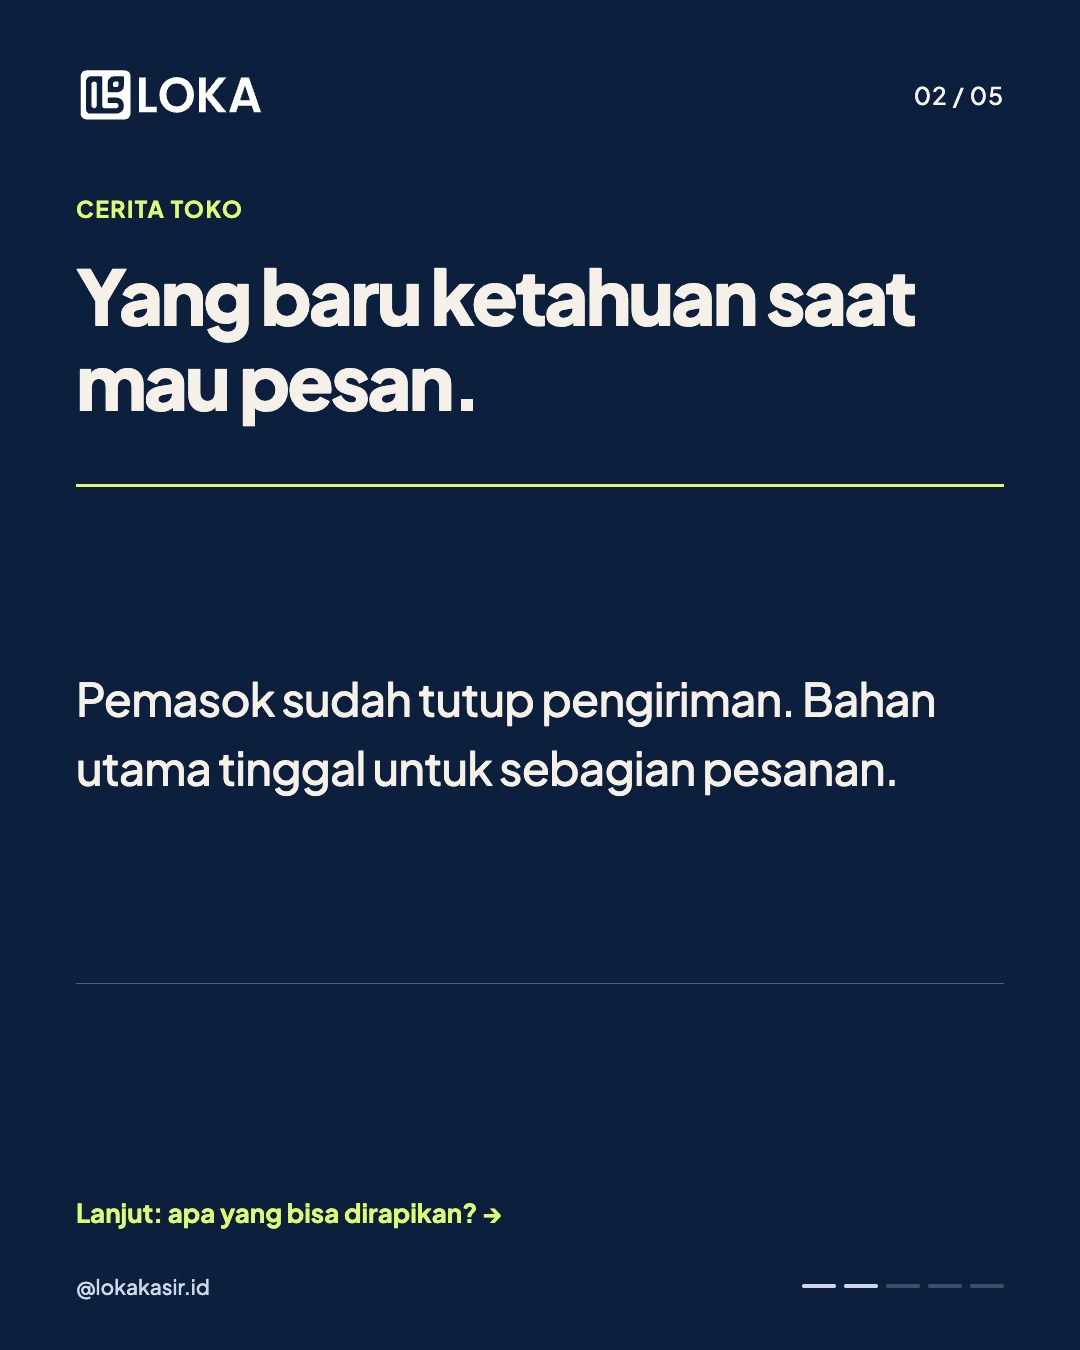 LOKA
02 / 05
CERITA TOKO
Yang baru ketahuan saat
mau pesan.
Pemasok sudah tutup pengiriman. Bahan
utama tinggal untuk sebagian pesanan.
Lanjut: apa yang bisa dirapikan? →
@lokakasir.id